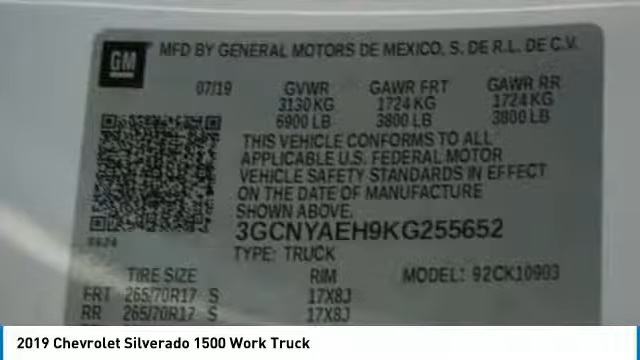 GM
MFD BY GENERAL MOTORS DE MEXICO, S. DE R.L. DE C.V.
07/19 GVWR GAWR FRT GAWR RR
3130 KG 1724 KG 1724 KG
6900 LB 3800 LB 3800 LB
THIS VEHICLE CONFORMS TO ALL
APPLICABLE U.S. FEDERAL MOTOR
VEHICLE SAFETY STANDARDS IN EFFECT
ON THE DATE OF MANUFACTURE
SHOWN ABOVE.
3GCNYAEH9KG255652
TYPE: TRUCK
TIRE SIZE RIM MODEL: 92CK10903
FRT 265/70R17 S 17X8J
RR 265/70R17 S 17X8J
2019 Chevrolet Silverado 1500 Work Truck